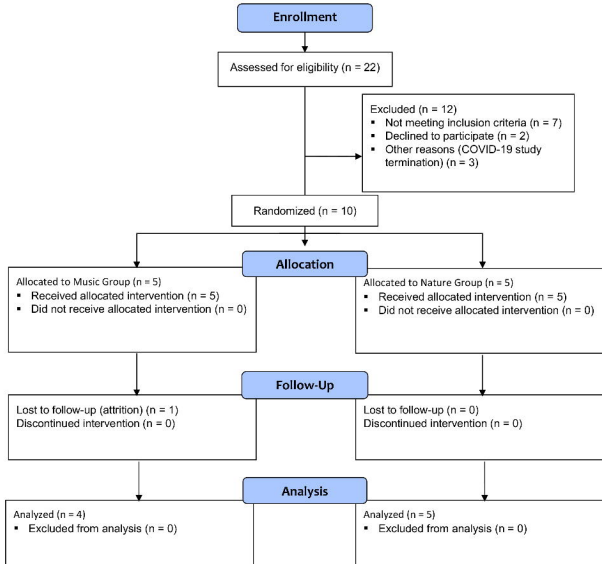 Enrollment
Assessed for eligibility (n = 22)
Excluded (n = 12)
▪ Not meeting inclusion criteria (n = 7)
▪ Declined to participate (n = 2)
▪ Other reasons (COVID-19 study
termination) (n = 3)
Randomized (n = 10)
Allocation
Allocated to Music Group (n = 5)
▪ Received allocated intervention (n = 5)
▪ Did not receive allocated intervention (n = 0)
Allocated to Nature Group (n = 5)
▪ Received allocated intervention (n = 5)
▪ Did not receive allocated intervention (n = 0)
Follow-Up
Lost to follow-up (attrition) (n = 1)
Discontinued intervention (n = 0)
Lost to follow-up (n = 0)
Discontinued intervention (n = 0)
Analysis
Analyzed (n = 4)
▪ Excluded from analysis (n = 0)
Analyzed (n = 5)
▪ Excluded from analysis (n = 0)